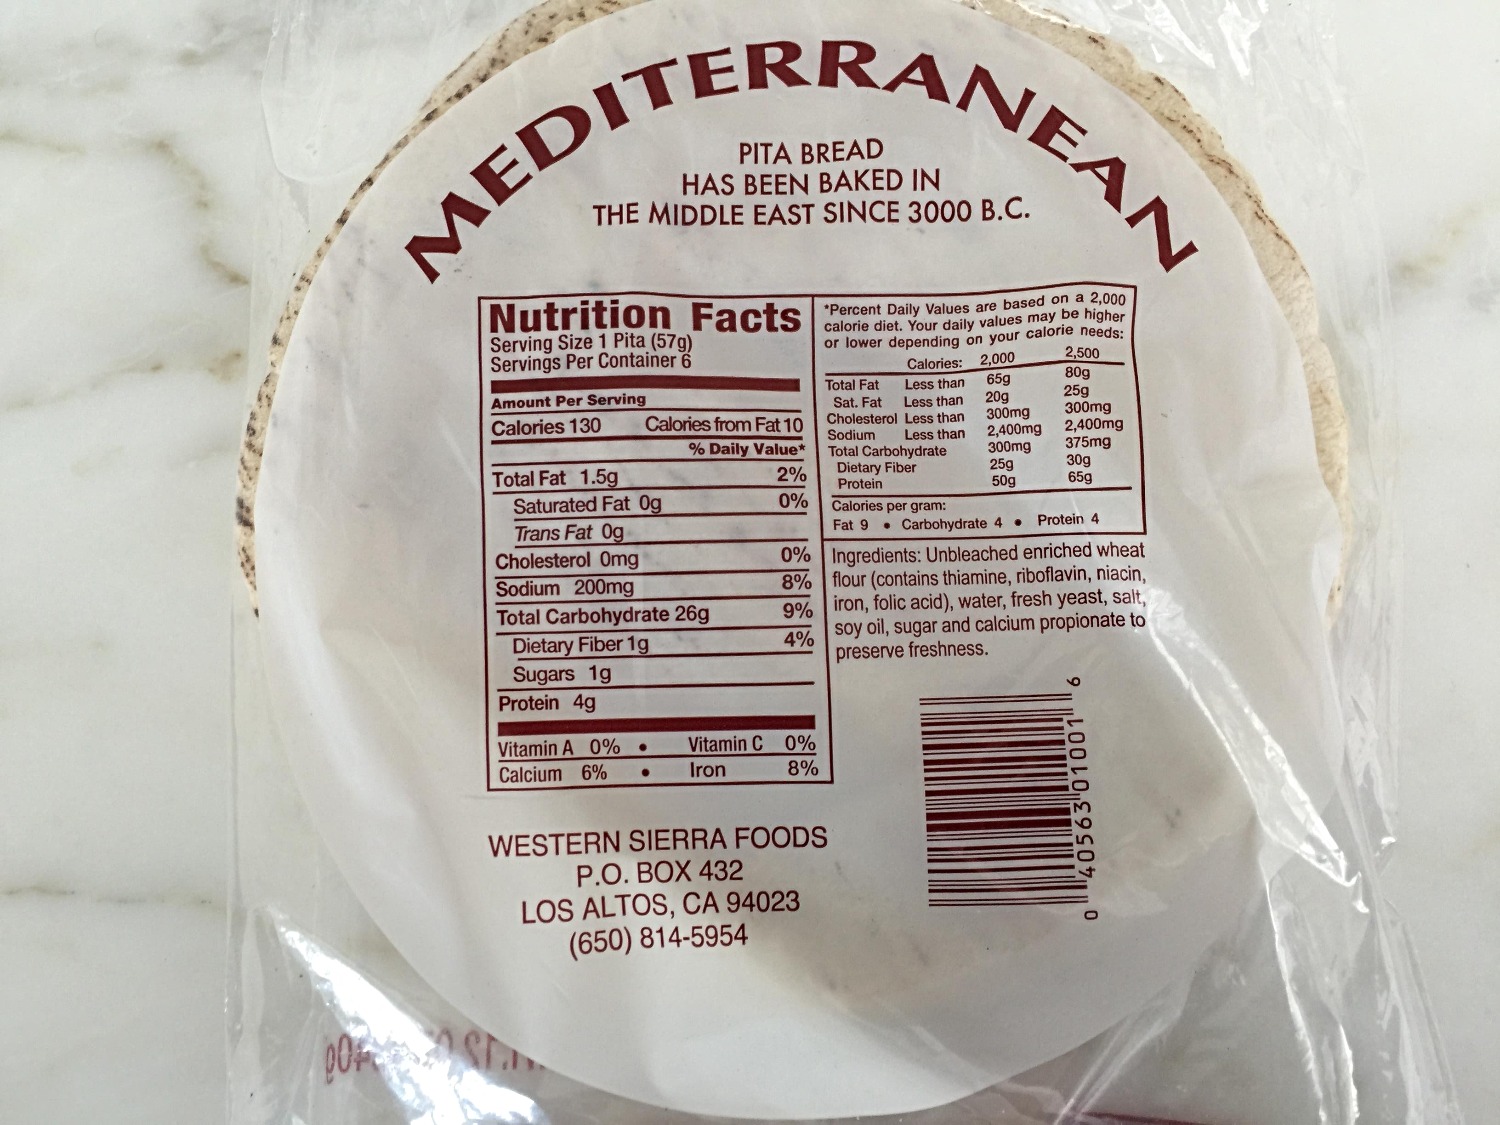 MEDITERRANEAN
PITA BREAD
HAS BEEN BAKED IN
THE MIDDLE EAST SINCE 3000 B.C.
Nutrition Facts
Serving Size 1 Pita (57g)
Servings Per Container 6
Amount Per Serving
Calories 130 Calories from Fat 10
% Daily Value*
Total Fat 1.5g 2%
Saturated Fat 0g 0%
Trans Fat 0g
Cholesterol 0mg 0%
Sodium 200mg 8%
Total Carbohydrate 26g 9%
Dietary Fiber 1g 4%
Sugars 1g
Protein 4g
Vitamin A 0% • Vitamin C 0%
Calcium 6% • Iron 8%
*Percent Daily Values are based on a 2,000
calorie diet. Your daily values may be higher
or lower depending on your calorie needs:
Calories: 2,000 2,500
Total Fat Less than 65g 80g
Sat. Fat Less than 20g 25g
Cholesterol Less than 300mg 300mg
Sodium Less than 2,400mg 2,400mg
Total Carbohydrate 300mg 375mg
Dietary Fiber 25g 30g
Protein 50g 65g
Calories per gram:
Fat 9 • Carbohydrate 4 • Protein 4
Ingredients: Unbleached enriched wheat
flour (contains thiamine, riboflavin, niacin,
iron, folic acid), water, fresh yeast, salt,
soy oil, sugar and calcium propionate to
preserve freshness.
0 40563 01001 6
WESTERN SIERRA FOODS
P.O. BOX 432
LOS ALTOS, CA 94023
(650) 814-5954